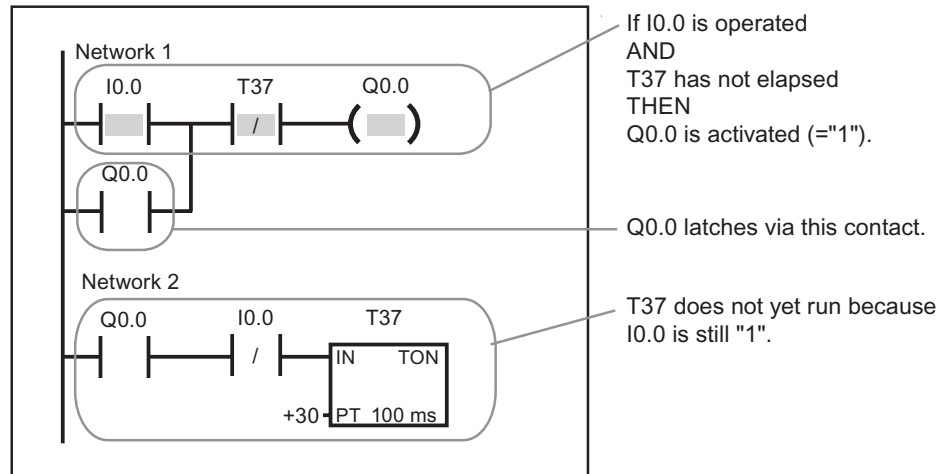 Network 1
I0.0 T37 Q0.0
/
Q0.0
Network 2
Q0.0 I0.0 T37
/ IN TON
+30 PT 100 ms
If I0.0 is operated
AND
T37 has not elapsed
THEN
Q0.0 is activated (="1").
Q0.0 latches via this contact.
T37 does not yet run because
I0.0 is still "1".